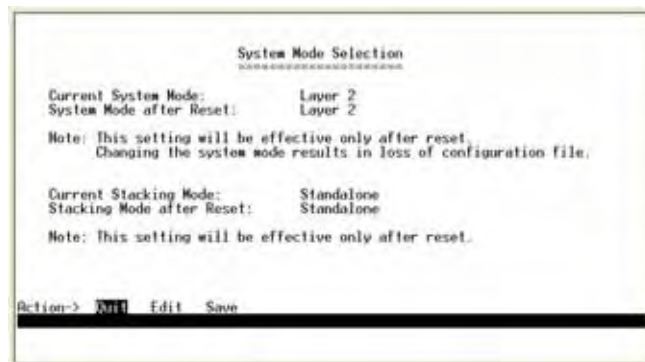 System Mode Selection
Current System Mode: Layer 2
System Mode after Reset: Layer 2
Note: This setting will be effective only after reset.
Changing the system mode results in loss of configuration file.
Current Stacking Mode: Standalone
Stacking Mode after Reset: Standalone
Note: This setting will be effective only after reset.
Action-> Quit Edit Save